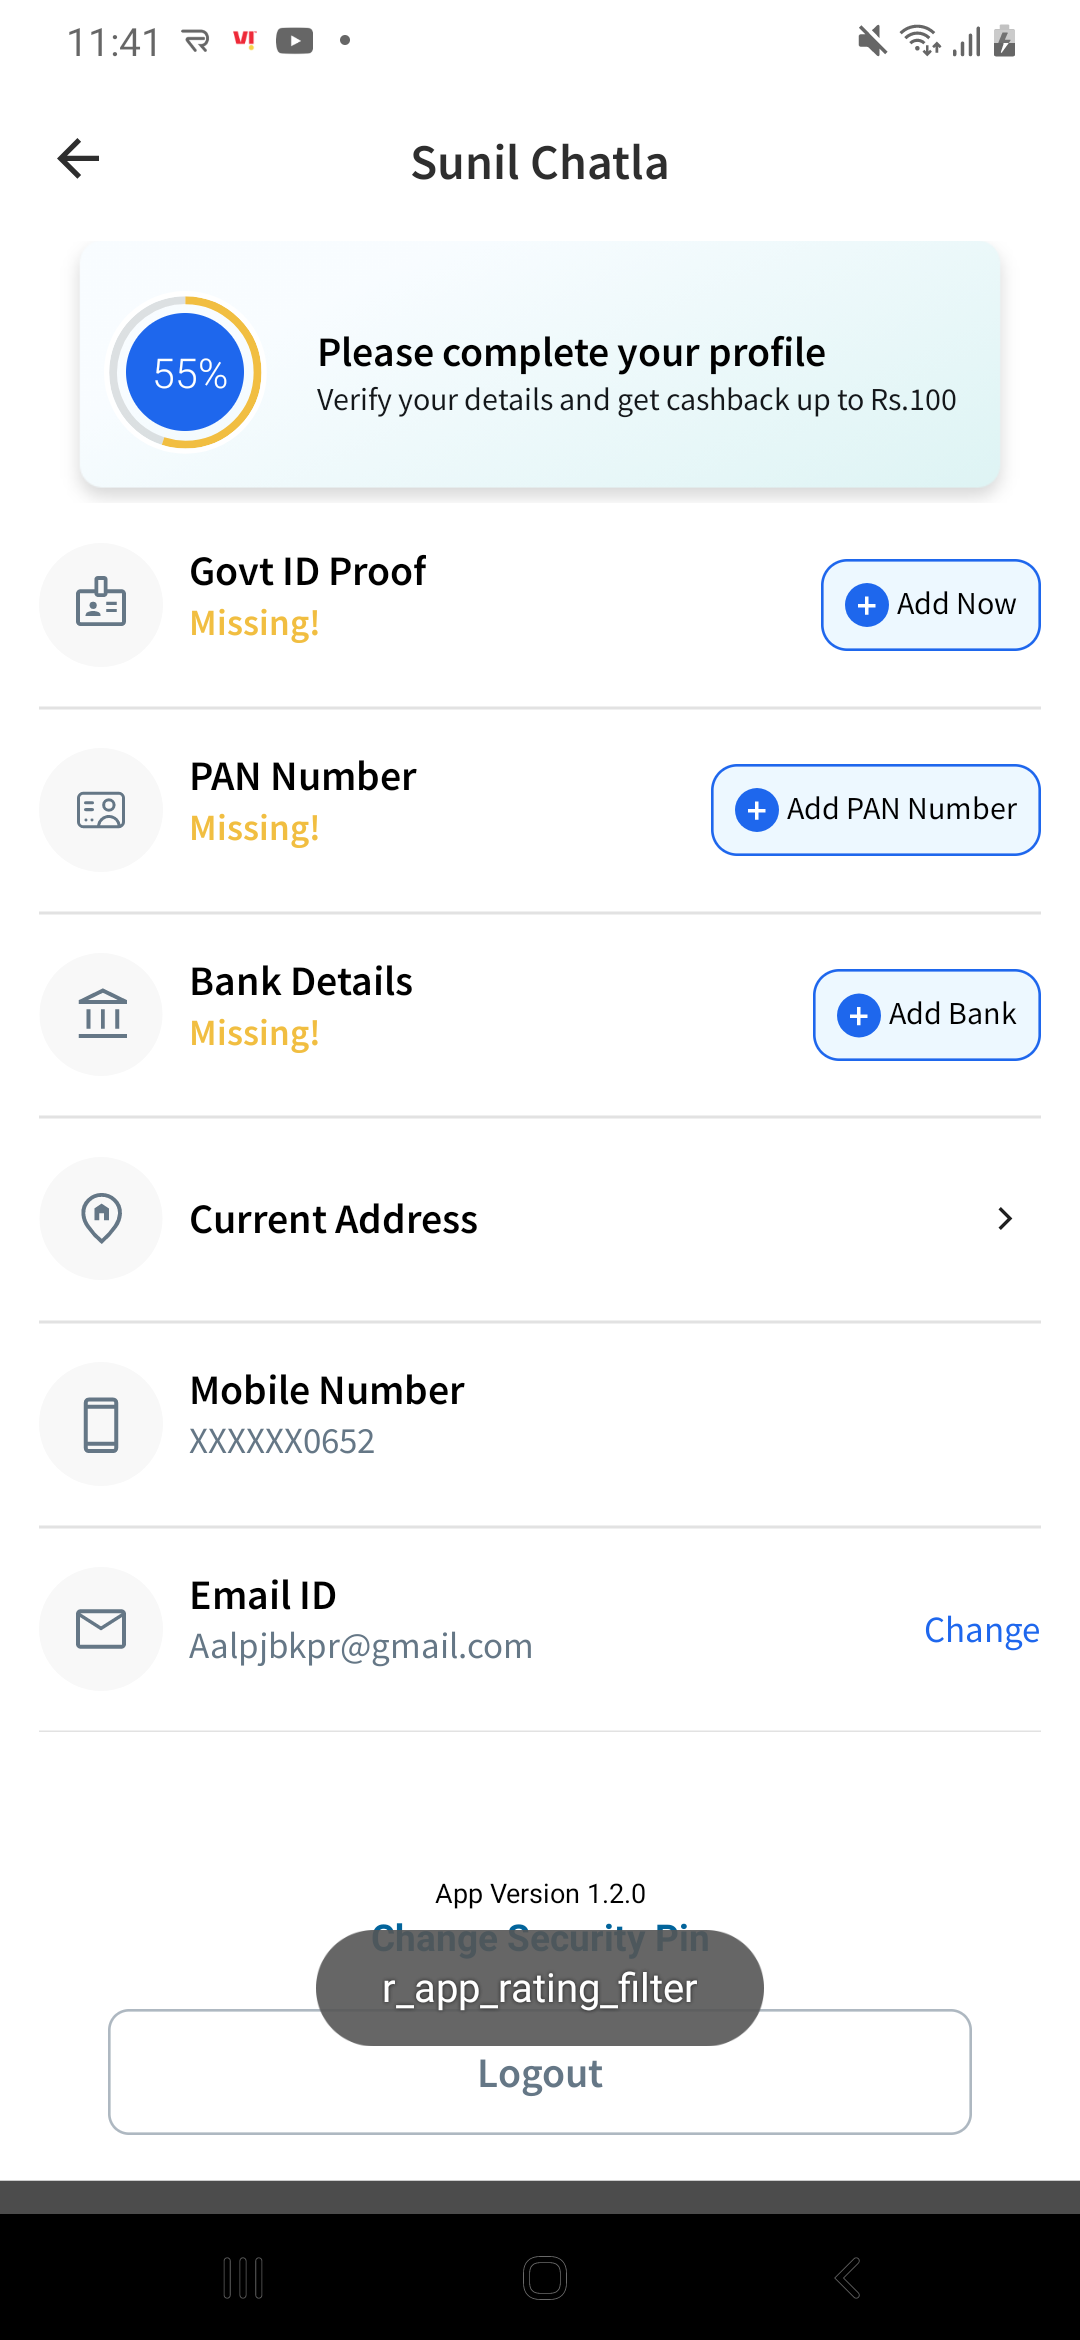 11:41
Sunil Chatla
55%
Please complete your profile
Verify your details and get cashback up to Rs.100
Govt ID Proof
Missing!
Add Now
PAN Number
Missing!
Add PAN Number
Bank Details
Missing!
Add Bank
Current Address
Mobile Number
XXXXXX0652
Email ID
Aalpjbkpr@gmail.com
Change
App Version 1.2.0
Change Security Pin
r_app_rating_filter
Logout